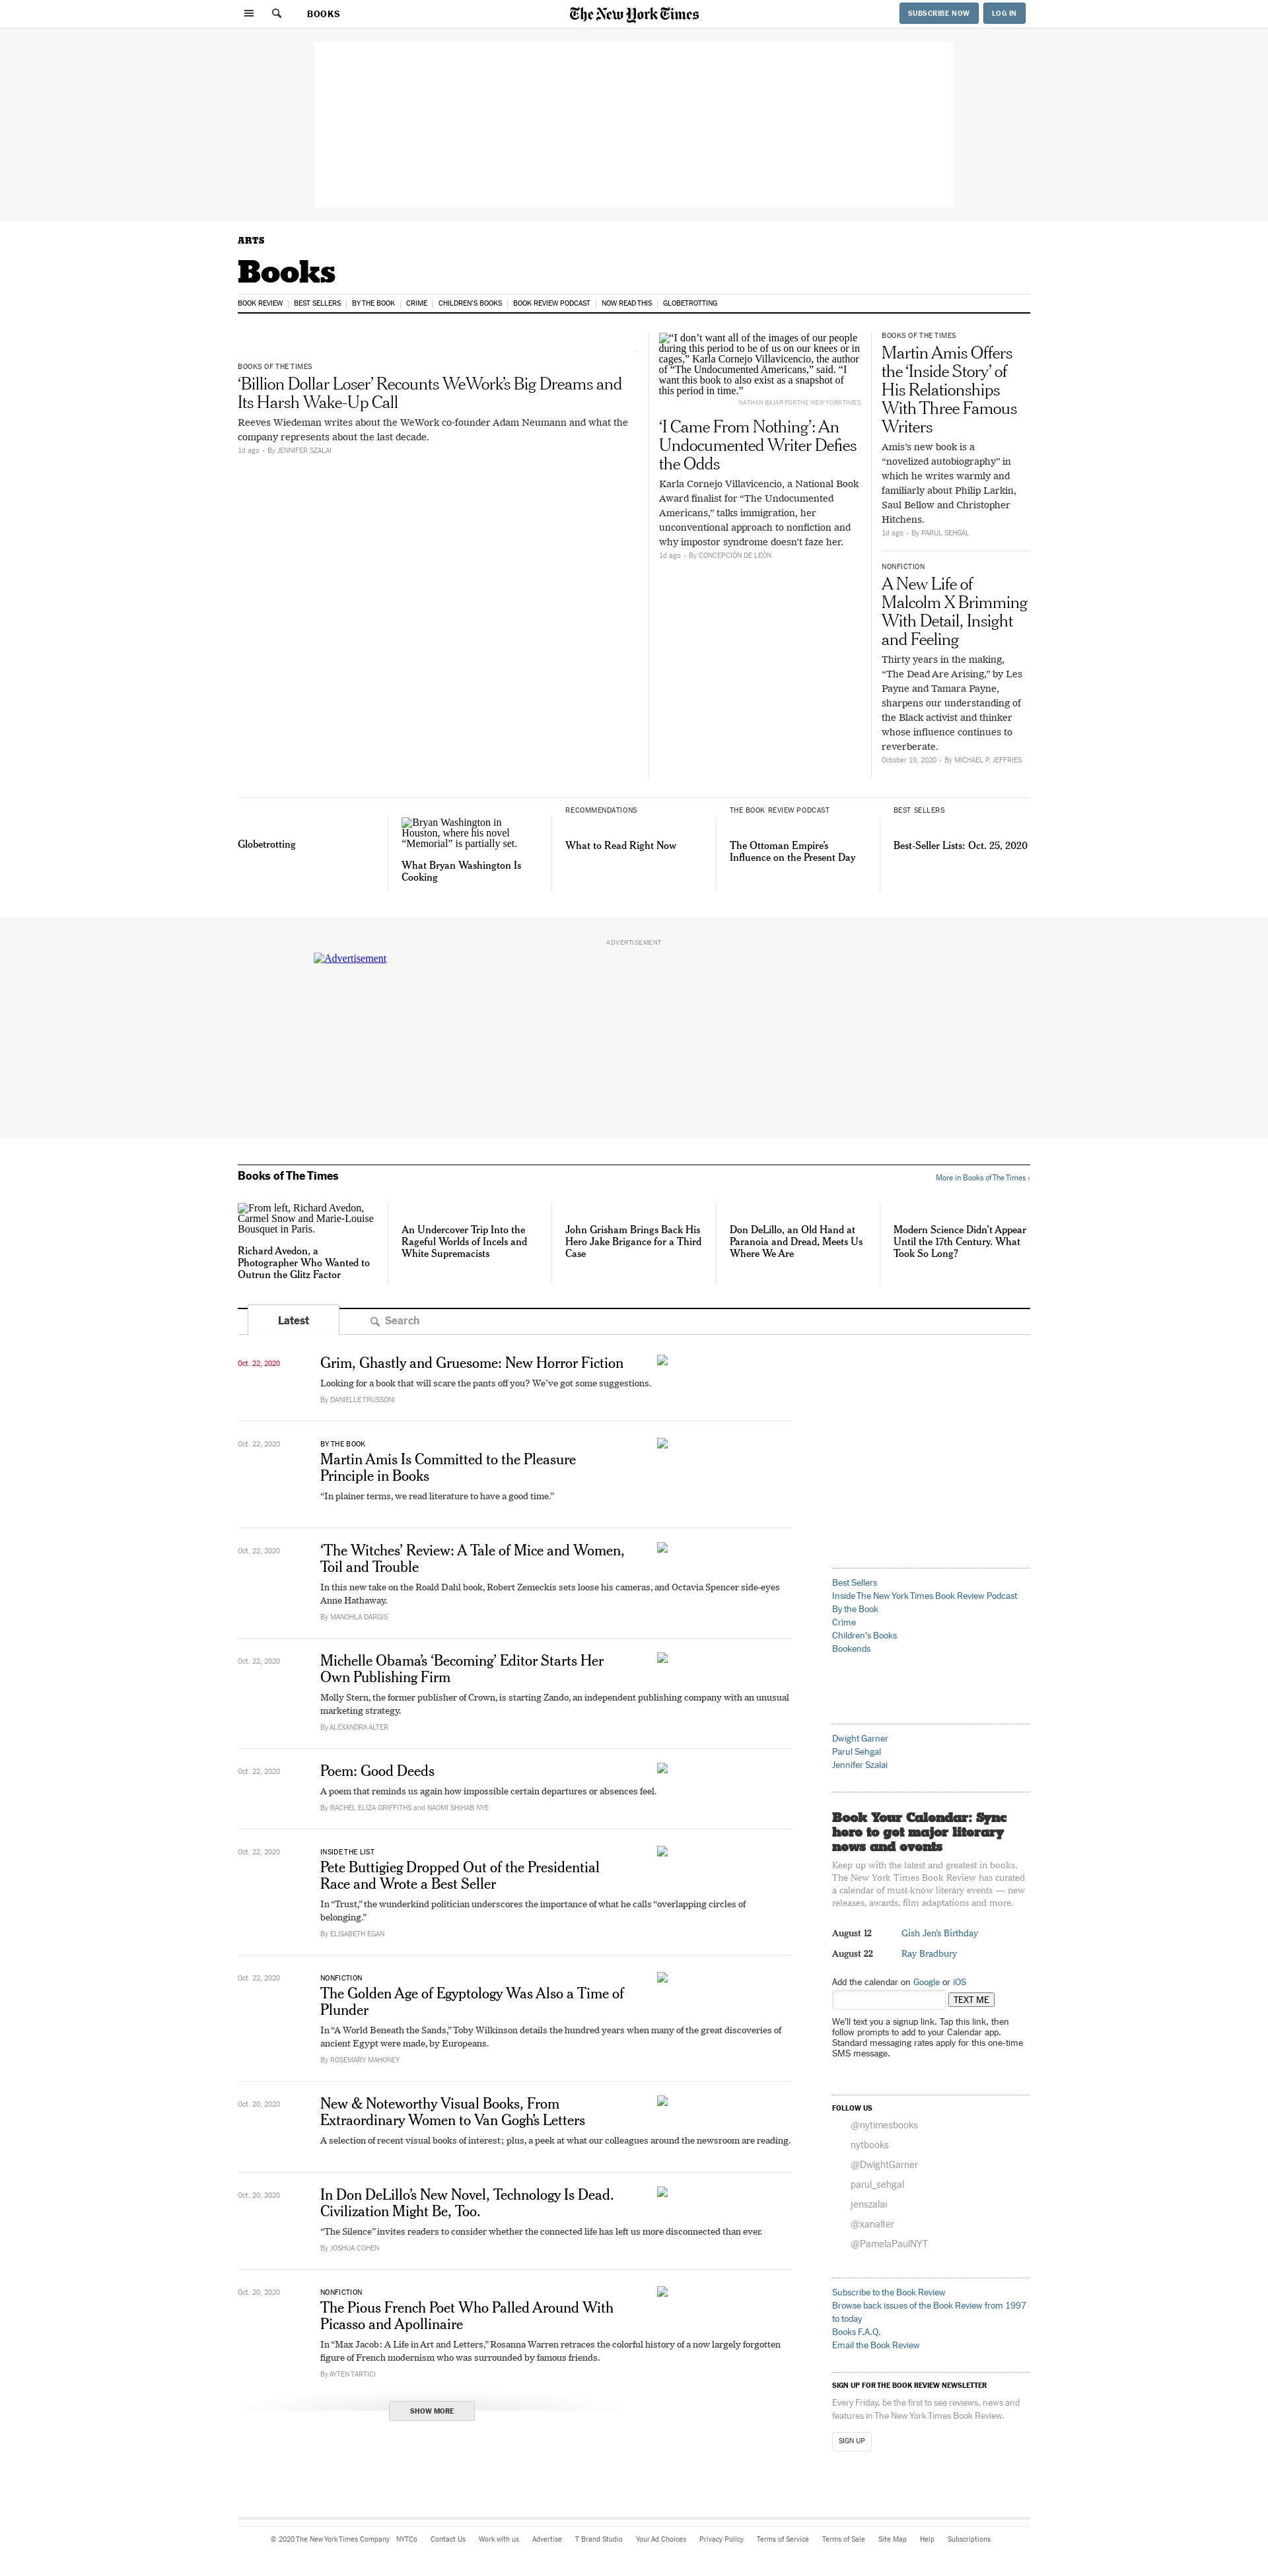 BOOKS
The New York Times
SUBSCRIBE NOW
LOG IN
ARTS
Books
BOOK REVIEW
BEST SELLERS
BY THE BOOK
CRIME
CHILDREN'S BOOKS
BOOK REVIEW PODCAST
NOW READ THIS
GLOBETROTTING
BOOKS OF THE TIMES
‘Billion Dollar Loser’ Recounts WeWork’s Big Dreams and
Its Harsh Wake-Up Call
Reeves Wiedeman writes about the WeWork co-founder Adam Neumann and what the
company represents about the last decade.
1d ago • By JENNIFER SZALAI
“I don’t want all of the images of our people
during this period to be of us on our knees or in
cages,” Karla Cornejo Villavicencio, the author
of “The Undocumented Americans,” said. “I
want this book to also exist as a snapshot of
this period in time.”
NATHAN BAJAR FOR THE NEW YORK TIMES
‘I Came From Nothing’: An
Undocumented Writer Defies
the Odds
Karla Cornejo Villavicencio, a National Book
Award finalist for “The Undocumented
Americans,” talks immigration, her
unconventional approach to nonfiction and
why impostor syndrome doesn’t faze her.
1d ago • By CONCEPCIÓN DE LEÓN
BOOKS OF THE TIMES
Martin Amis Offers
the ‘Inside Story’ of
His Relationships
With Three Famous
Writers
Amis’s new book is a
“novelized autobiography” in
which he writes warmly and
familiarly about Philip Larkin,
Saul Bellow and Christopher
Hitchens.
1d ago • By PARUL SEHGAL
NONFICTION
A New Life of
Malcolm X Brimming
With Detail, Insight
and Feeling
Thirty years in the making,
“The Dead Are Arising,” by Les
Payne and Tamara Payne,
sharpens our understanding of
the Black activist and thinker
whose influence continues to
reverberate.
October 19, 2020 • By MICHAEL P. JEFFRIES
Globetrotting
Bryan Washington in
Houston, where his novel
“Memorial” is partially set.
What Bryan Washington Is
Cooking
RECOMMENDATIONS
What to Read Right Now
THE BOOK REVIEW PODCAST
The Ottoman Empire’s
Influence on the Present Day
BEST SELLERS
Best-Seller Lists: Oct. 25, 2020
ADVERTISEMENT
Advertisement
Books of The Times
More in Books of The Times ›
From left, Richard Avedon,
Carmel Snow and Marie-Louise
Bousquet in Paris.
Richard Avedon, a
Photographer Who Wanted to
Outrun the Glitz Factor
An Undercover Trip Into the
Rageful Worlds of Incels and
White Supremacists
John Grisham Brings Back His
Hero Jake Brigance for a Third
Case
Don DeLillo, an Old Hand at
Paranoia and Dread, Meets Us
Where We Are
Modern Science Didn’t Appear
Until the 17th Century. What
Took So Long?
Latest
Search
Oct. 22, 2020
Grim, Ghastly and Gruesome: New Horror Fiction
Looking for a book that will scare the pants off you? We’ve got some suggestions.
By DANIELLE TRUSSONI
Oct. 22, 2020
BY THE BOOK
Martin Amis Is Committed to the Pleasure
Principle in Books
“In plainer terms, we read literature to have a good time.”
Oct. 22, 2020
‘The Witches’ Review: A Tale of Mice and Women,
Toil and Trouble
In this new take on the Roald Dahl book, Robert Zemeckis sets loose his cameras, and Octavia Spencer side-eyes
Anne Hathaway.
By MANOHLA DARGIS
Oct. 22, 2020
Michelle Obama’s ‘Becoming’ Editor Starts Her
Own Publishing Firm
Molly Stern, the former publisher of Crown, is starting Zando, an independent publishing company with an unusual
marketing strategy.
By ALEXANDRA ALTER
Oct. 22, 2020
Poem: Good Deeds
A poem that reminds us again how impossible certain departures or absences feel.
By RACHEL ELIZA GRIFFITHS and NAOMI SHIHAB NYE
Oct. 22, 2020
INSIDE THE LIST
Pete Buttigieg Dropped Out of the Presidential
Race and Wrote a Best Seller
In “Trust,” the wunderkind politician underscores the importance of what he calls “overlapping circles of
belonging.”
By ELISABETH EGAN
Oct. 22, 2020
NONFICTION
The Golden Age of Egyptology Was Also a Time of
Plunder
In “A World Beneath the Sands,” Toby Wilkinson details the hundred years when many of the great discoveries of
ancient Egypt were made, by Europeans.
By ROSEMARY MAHONEY
Oct. 20, 2020
New & Noteworthy Visual Books, From
Extraordinary Women to Van Gogh’s Letters
A selection of recent visual books of interest; plus, a peek at what our colleagues around the newsroom are reading.
Oct. 20, 2020
In Don DeLillo’s New Novel, Technology Is Dead.
Civilization Might Be, Too.
“The Silence” invites readers to consider whether the connected life has left us more disconnected than ever.
By JOSHUA COHEN
Oct. 20, 2020
NONFICTION
The Pious French Poet Who Palled Around With
Picasso and Apollinaire
In “Max Jacob: A Life in Art and Letters,” Rosanna Warren retraces the colorful history of a now largely forgotten
figure of French modernism who was surrounded by famous friends.
By AYTEN TARTICI
SHOW MORE
Best Sellers
Inside The New York Times Book Review Podcast
By the Book
Crime
Children’s Books
Bookends
Dwight Garner
Parul Sehgal
Jennifer Szalai
Book Your Calendar: Sync
here to get major literary
news and events
Keep up with the latest and greatest in books.
The New York Times Book Review has curated
a calendar of must-know literary events — new
releases, awards, film adaptations and more.
August 12 Gish Jen’s Birthday
August 22 Ray Bradbury
Add the calendar on Google or iOS
TEXT ME
We’ll text you a signup link. Tap this link, then
follow prompts to add to your Calendar app.
Standard messaging rates apply for this one-time
SMS message.
FOLLOW US
@nytimesbooks
nytbooks
@DwightGarner
parul_sehgal
jenszalai
@xanalter
@PamelaPaulNYT
Subscribe to the Book Review
Browse back issues of the Book Review from 1997
to today
Books F.A.Q.
Email the Book Review
SIGN UP FOR THE BOOK REVIEW NEWSLETTER
Every Friday, be the first to see reviews, news and
features in The New York Times Book Review.
SIGN UP
© 2020 The New York Times Company NYTCo Contact Us Work with us Advertise T Brand Studio Your Ad Choices Privacy Policy Terms of Service Terms of Sale Site Map Help Subscriptions